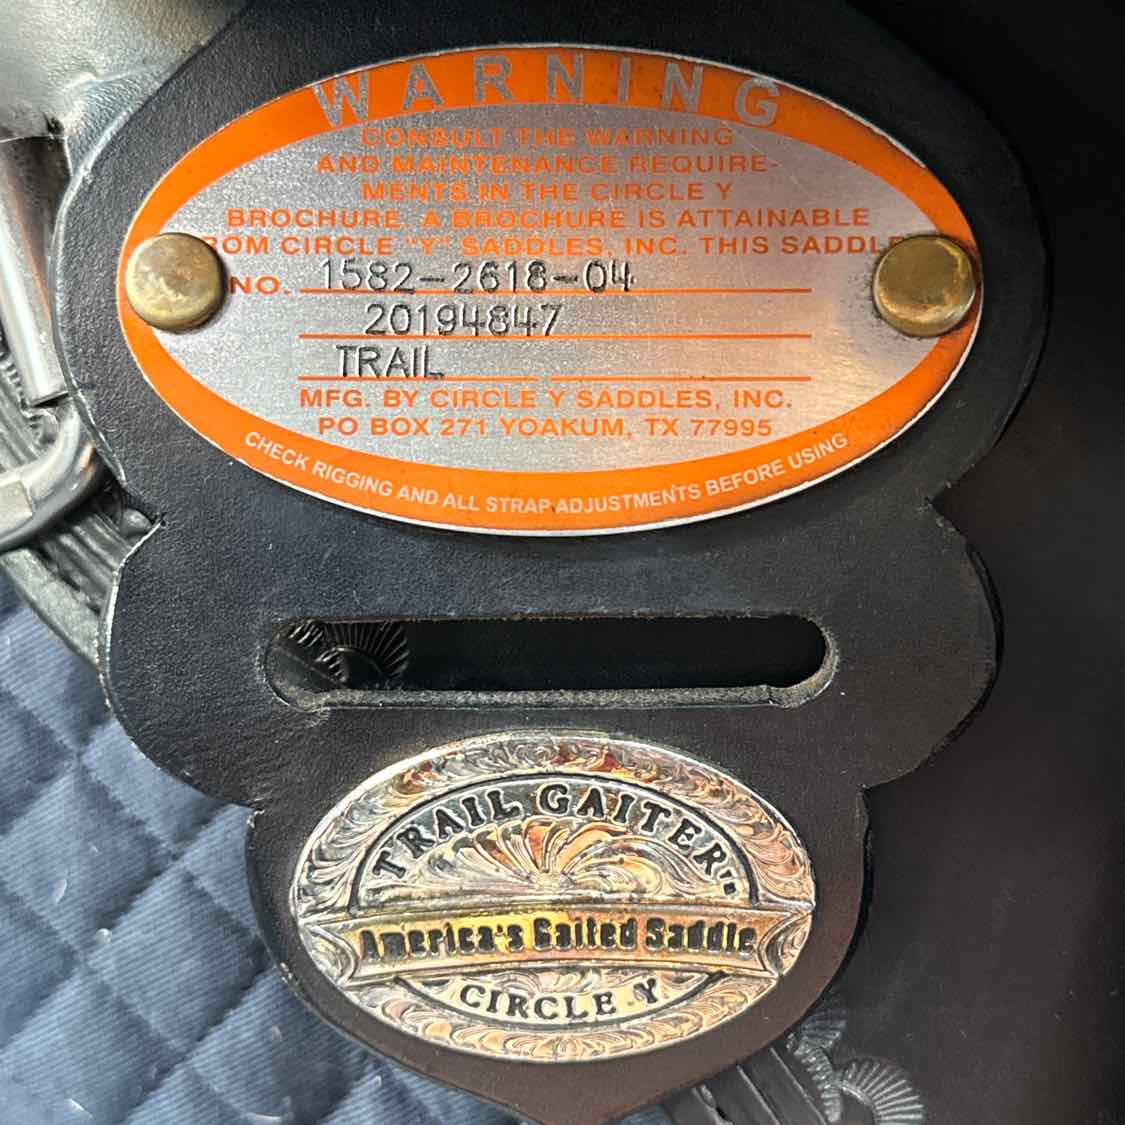 WARNING
CONSULT THE WARNING
AND MAINTENANCE REQUIRE-
MENTS IN THE CIRCLE Y
BROCHURE. A BROCHURE IS ATTAINABLE
ROM CIRCLE "Y" SADDLES, INC. THIS SADDLE
NO. 1582-2618-04
20194847
TRAIL
MFG. BY CIRCLE Y SADDLES, INC.
PO BOX 271 YOAKUM, TX 77995
CHECK RIGGING AND ALL STRAP ADJUSTMENTS BEFORE USING
TRAIL GAITER™
America's Gaited Saddle
CIRCLE Y